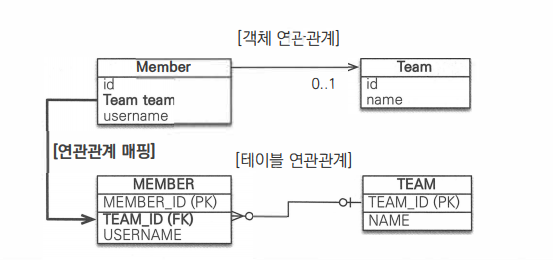 [객체 연관관계]
Member
id
Team team
username
0..1
Team
id
name
[연관관계 매핑]
[테이블 연관관계]
MEMBER
MEMBER_ID (PK)
TEAM_ID (FK)
USERNAME
TEAM
TEAM_ID (PK)
NAME